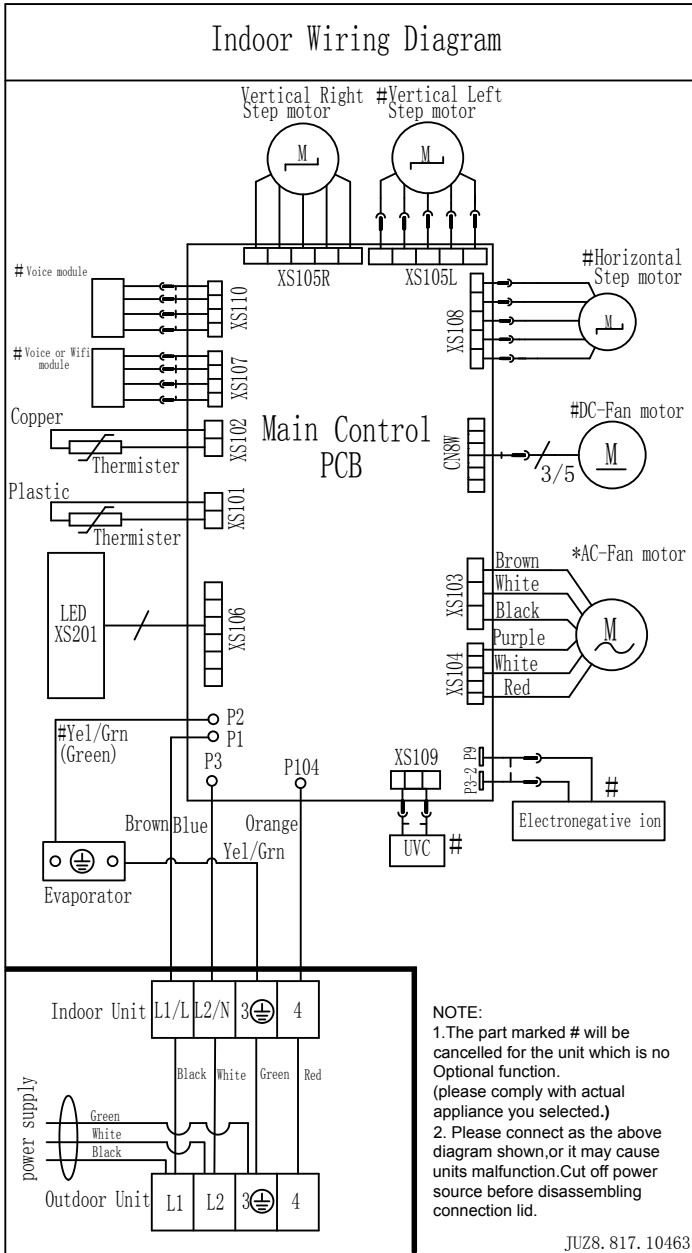 Indoor Wiring Diagram
Vertical Right
Step motor
#Vertical Left
Step motor
M
M
XS105R
XS105L
# Voice module
XS110
#Horizontal
Step motor
XS108
M
# Voice or Wifi
module
XS107
Copper
Thermister
XS102
Main Control
PCB
#DC-Fan motor
CN8W
3/5
M
Plastic
Thermister
XS101
*AC-Fan motor
Brown
White
Black
XS103
Purple
White
Red
XS104
M
LED
XS201
XS106
#Yel/Grn
(Green)
P2
P1
P3
P104
XS109
P9
P3-2
#
Electronegative ion
UVC
#
Brown
Blue
Orange
Yel/Grn
Evaporator
Indoor Unit
L1/L
L2/N
3
4
Black
White
Green
Red
power supply
Green
White
Black
Outdoor Unit
L1
L2
3
4
NOTE:
1.The part marked # will be
cancelled for the unit which is no
Optional function.
(please comply with actual
appliance you selected.)
2. Please connect as the above
diagram shown,or it may cause
units malfunction.Cut off power
source before disassembling
connection lid.
JUZ8.817.10463